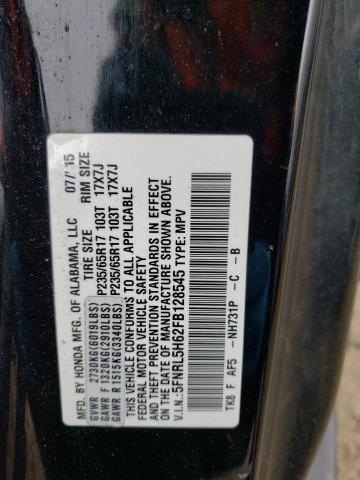 MFD. BY HONDA MFG. OF ALABAMA, LLC 07/'15
TIRE SIZE RIM SIZE
GVWR 2730KG(6019LBS)
GAWR F 1320KG(2910LBS) P235/65R17 103T 17X7J
GAWR R 1515KG(3340LBS) P235/65R17 103T 17X7J
THIS VEHICLE CONFORMS TO ALL APPLICABLE
FEDERAL MOTOR VEHICLE SAFETY
AND THEFT PREVENTION STANDARDS IN EFFECT
ON THE DATE OF MANUFACTURE SHOWN ABOVE.
V.I.N.:5FNRL5H62FB128545 TYPE: MPV
TK8 F AF5 -NH731P - C - B